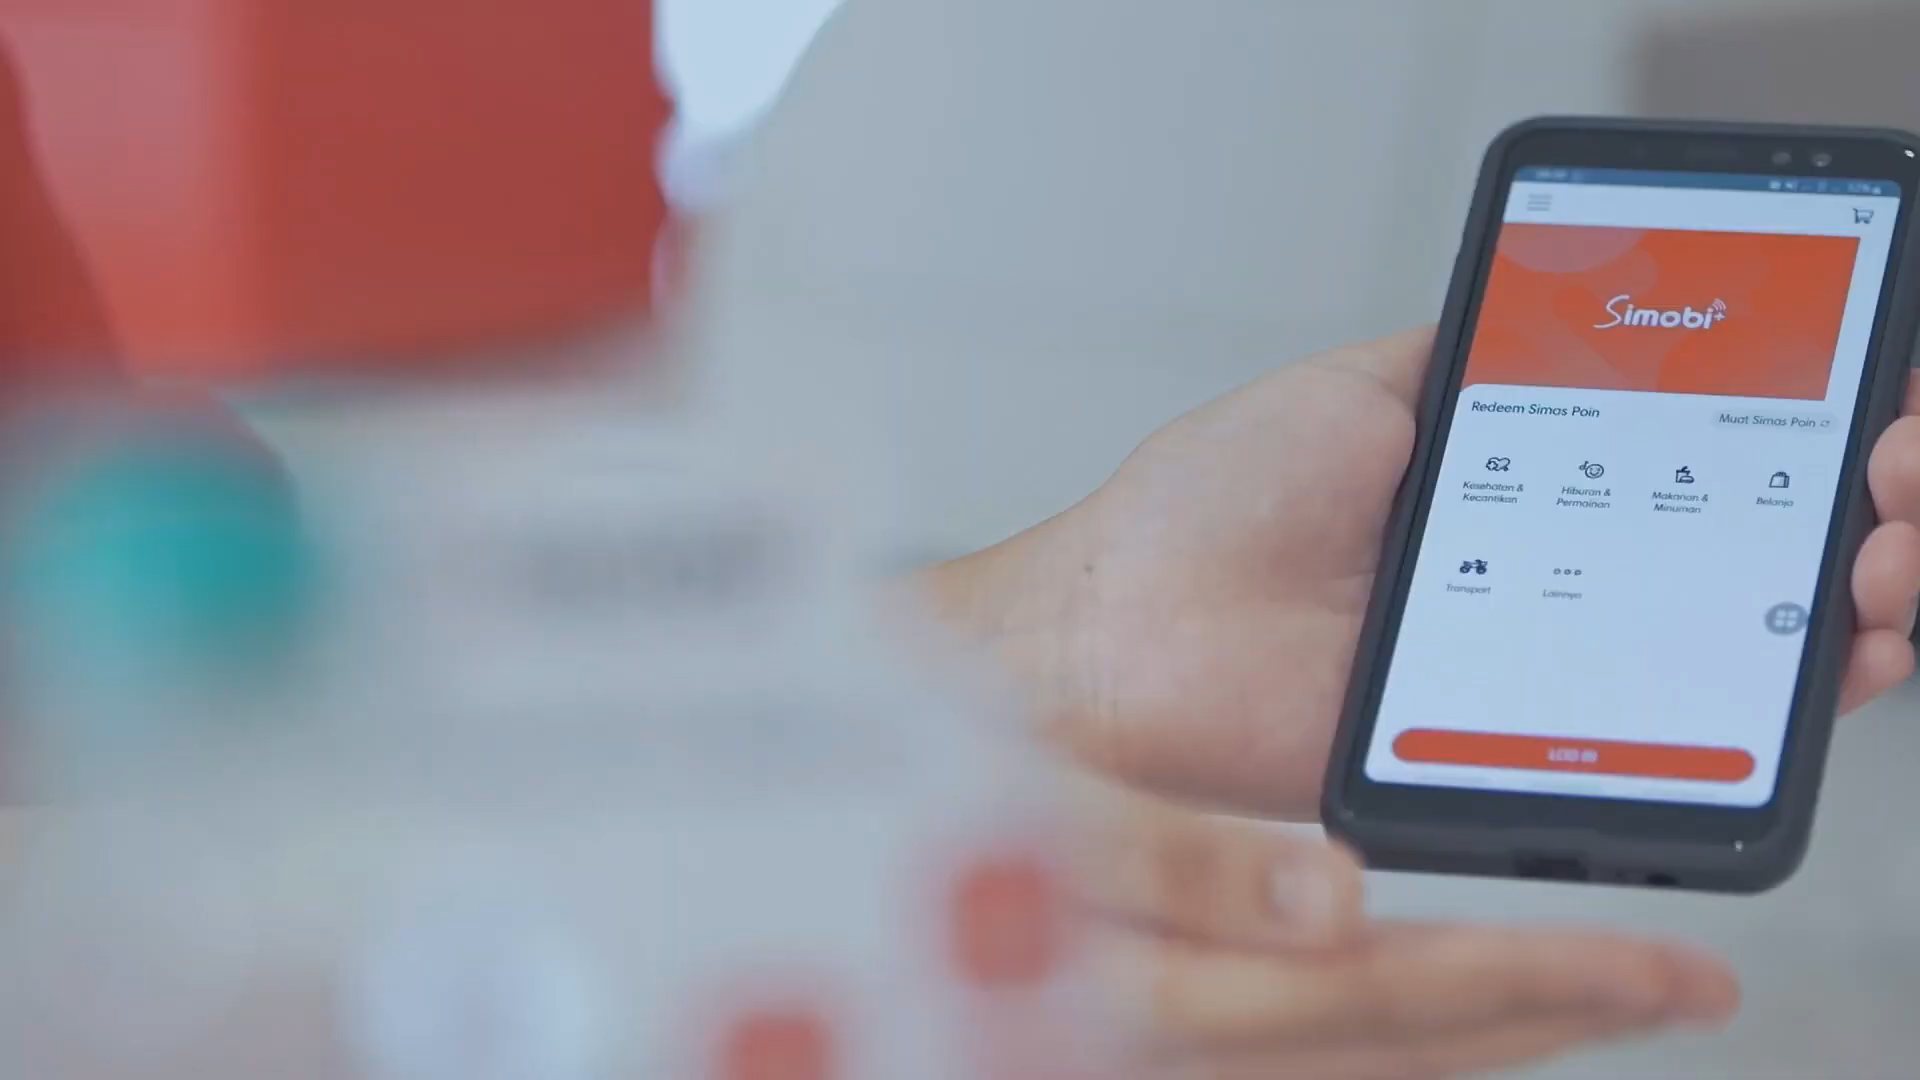 Simobi+
Redeem Simas Poin
Muat Simas Poin
Kesehatan &
Kecantikan
Hiburan &
Permainan
Makanan &
Minuman
Belanja
Transport
Lainnya
LOG IN